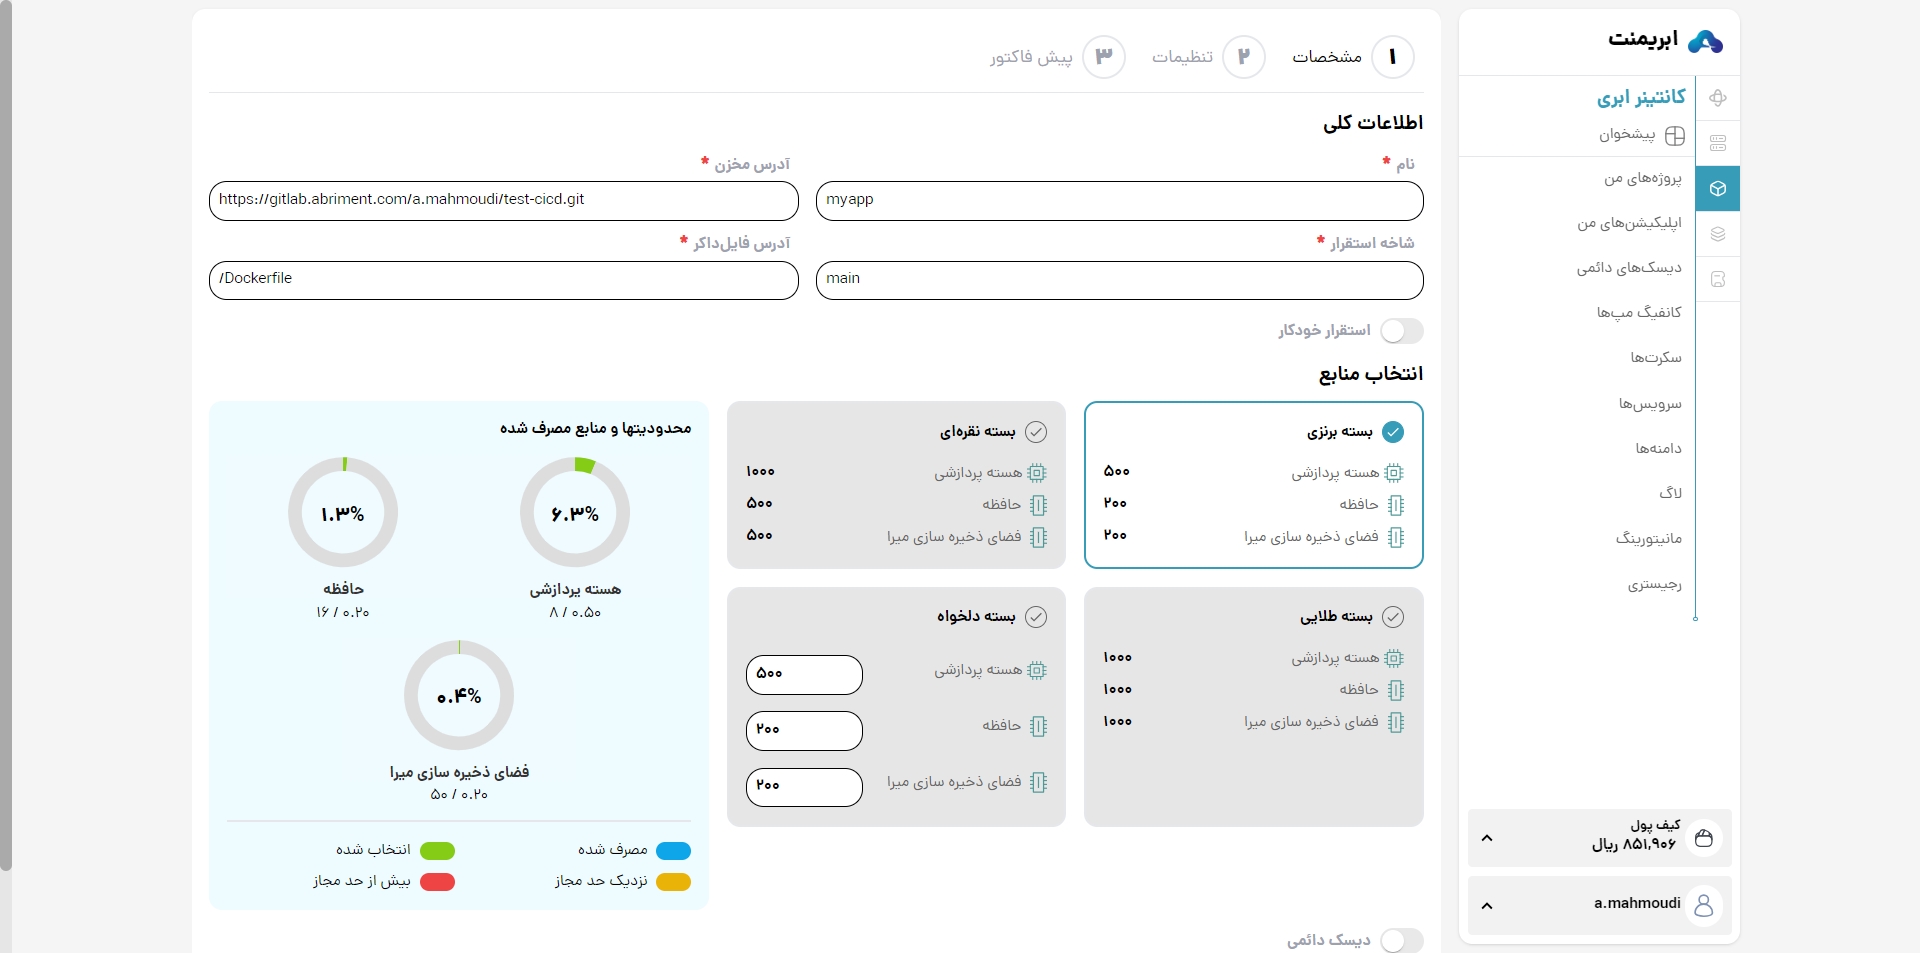 ابریمنت
کانتینر ابری
پیشخوان
پروژه‌های من
اپلیکیشن‌های من
دیسک‌های دائمی
کانفیگ مپ‌ها
سکرت‌ها
سرویس‌ها
دامنه‌ها
لاگ
مانیتورینگ
رجیستری
کیف پول
۸۵۱,۹۰۶ ریال
a.mahmoudi
۱ مشخصات ۲ تنظیمات ۳ پیش فاکتور
اطلاعات کلی
نام *
myapp
آدرس مخزن *
https://gitlab.abriment.com/a.mahmoudi/test-cicd.git
شاخه استقرار *
main
آدرس فایل‌داکر *
/Dockerfile
استقرار خودکار
انتخاب منابع
بسته برنزی
هسته پردازشی ۵۰۰
حافظه ۲۰۰
فضای ذخیره سازی میرا ۲۰۰
بسته نقره‌ای
هسته پردازشی ۱۰۰۰
حافظه ۵۰۰
فضای ذخیره سازی میرا ۵۰۰
بسته طلایی
هسته پردازشی ۱۰۰۰
حافظه ۱۰۰۰
فضای ذخیره سازی میرا ۱۰۰۰
بسته دلخواه
هسته پردازشی ۵۰۰
حافظه ۲۰۰
فضای ذخیره سازی میرا ۲۰۰
محدودیتها و منابع مصرف شده
۶.۳%
هسته پردازشی
۸ / ۰.۵۰
۱.۳%
حافظه
۱۶ / ۰.۲۰
۰.۴%
فضای ذخیره سازی میرا
۵۰ / ۰.۲۰
مصرف شده
انتخاب شده
نزدیک حد مجاز
بیش از حد مجاز
دیسک دائمی